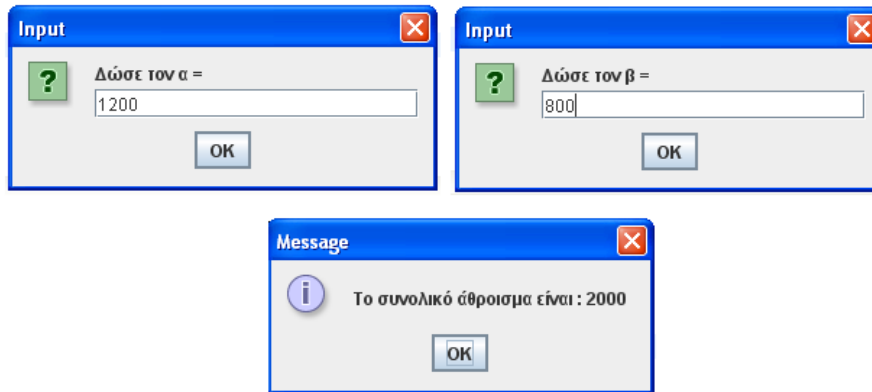 Input
Δώσε τον α =
1200
OK
Input
Δώσε τον β =
800
OK
Message
Το συνολικό άθροισμα είναι : 2000
OK